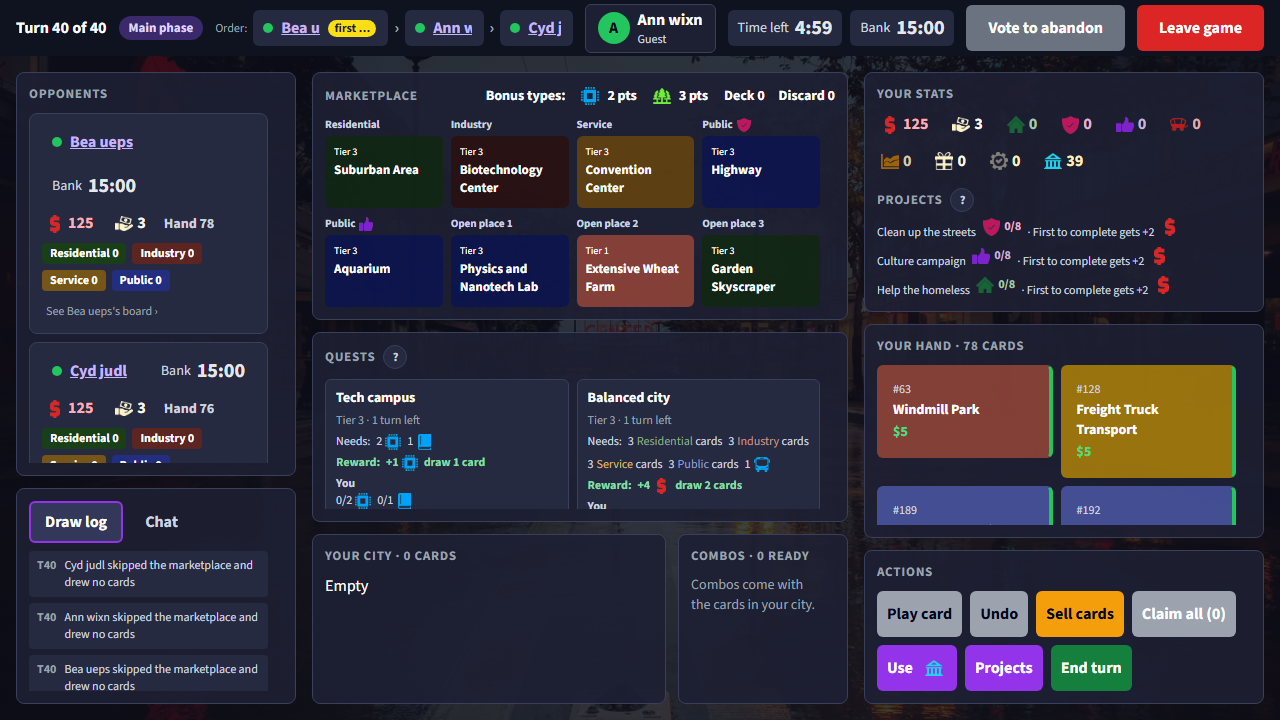 Turn 40 of 40
Main phase
Order:
Bea u
first ...
›
Ann w
›
Cyd j
A
Ann wixn
Guest
Time left 4:59
Bank 15:00
Vote to abandon
Leave game
OPPONENTS
Bea ueps
Bank 15:00
125
3
Hand 78
Residential 0
Industry 0
Service 0
Public 0
See Bea ueps's board ›
Cyd judl
Bank 15:00
125
3
Hand 76
Residential 0
Industry 0
Draw log
Chat
T40 Cyd judl skipped the marketplace and
drew no cards
T40 Ann wixn skipped the marketplace and
drew no cards
T40 Bea ueps skipped the marketplace and
drew no cards
MARKETPLACE
Bonus types:
2 pts
3 pts
Deck 0
Discard 0
Residential
Tier 3
Suburban Area
Industry
Tier 3
Biotechnology
Center
Service
Tier 3
Convention
Center
Public
Tier 3
Highway
Public
Tier 3
Aquarium
Open place 1
Tier 3
Physics and
Nanotech Lab
Open place 2
Tier 1
Extensive Wheat
Farm
Open place 3
Tier 3
Garden
Skyscraper
QUESTS
?
Tech campus
Tier 3 · 1 turn left
Needs: 2 1
Reward: +1 draw 1 card
You
0/2 0/1
Balanced city
Tier 3 · 1 turn left
Needs: 3 Residential cards 3 Industry cards
3 Service cards 3 Public cards 1
Reward: +4 draw 2 cards
You
YOUR CITY · 0 CARDS
Empty
COMBOS · 0 READY
Combos come with
the cards in your city.
YOUR STATS
125
3
0
0
0
0
0
0
0
39
PROJECTS
?
Clean up the streets 0/8 · First to complete gets +2
Culture campaign 0/8 · First to complete gets +2
Help the homeless 0/8 · First to complete gets +2
YOUR HAND · 78 CARDS
#63
Windmill Park
$5
#128
Freight Truck
Transport
$5
#189
#192
ACTIONS
Play card
Undo
Sell cards
Claim all (0)
Use
Projects
End turn